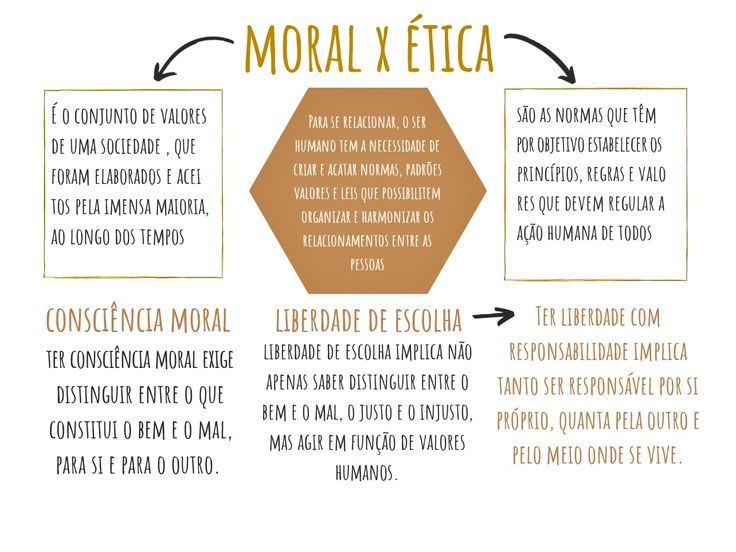 MORAL X ÉTICA
É O CONJUNTO DE VALORES
DE UMA SOCIEDADE , QUE
FORAM ELABORADOS E ACEI
TOS PELA IMENSA MAIORIA,
AO LONGO DOS TEMPOS
PARA SE RELACIONAR, O SER
HUMANO TEM A NECESSIDADE DE
CRIAR E ACATAR NORMAS, PADRÕES
VALORES E LEIS QUE POSSIBILITEM
ORGANIZAR E HARMONIZAR OS
RELACIONAMENTOS ENTRE AS
PESSOAS
SÃO AS NORMAS QUE TÊM
POR OBJETIVO ESTABELECER OS
PRINCÍPIOS, REGRAS E VALO
RES QUE DEVEM REGULAR A
AÇÃO HUMANA DE TODOS
CONSCIÊNCIA MORAL
TER CONSCIÊNCIA MORAL EXIGE
DISTINGUIR ENTRE O QUE
CONSTITUI O BEM E O MAL,
PARA SI E PARA O OUTRO.
LIBERDADE DE ESCOLHA
LIBERDADE DE ESCOLHA IMPLICA NÃO
APENAS SABER DISTINGUIR ENTRE O
BEM E O MAL, O JUSTO E O INJUSTO,
MAS AGIR EM FUNÇÃO DE VALORES
HUMANOS.
TER LIBERDADE COM
RESPONSABILIDADE IMPLICA
TANTO SER RESPONSÁVEL POR SI
PRÓPRIO, QUANTA PELA OUTRO E
PELO MEIO ONDE SE VIVE.